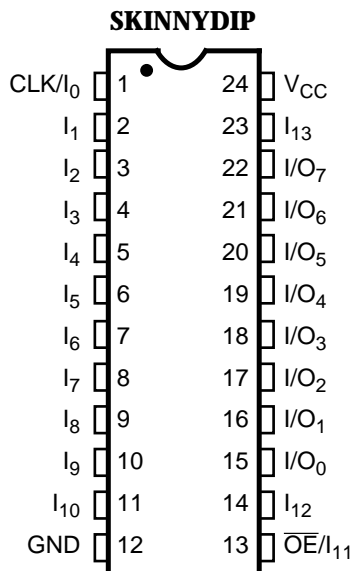 SKINNYDIP
CLK/I0 1 24 VCC
I1 2 23 I13
I2 3 22 I/O7
I3 4 21 I/O6
I4 5 20 I/O5
I5 6 19 I/O4
I6 7 18 I/O3
I7 8 17 I/O2
I8 9 16 I/O1
I9 10 15 I/O0
I10 11 14 I12
GND 12 13 O̅E̅/I11